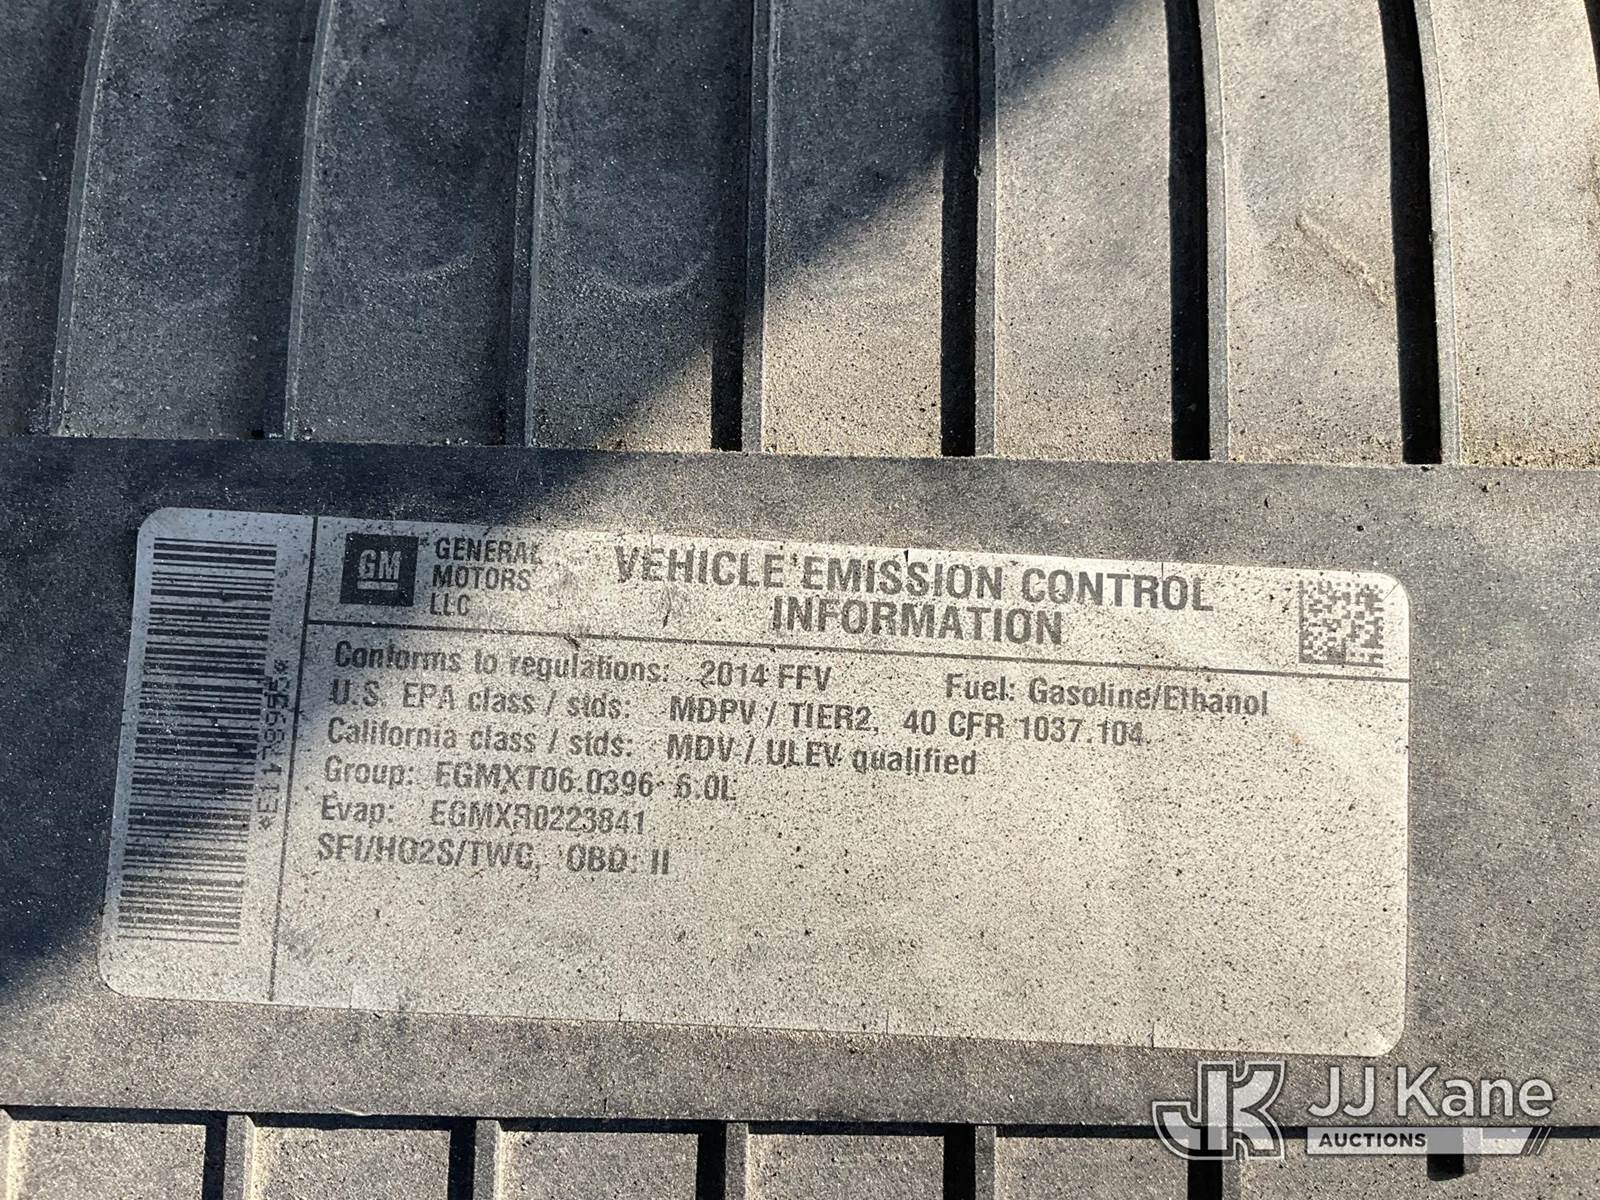 GM GENERAL
MOTORS
LLC
VEHICLE EMISSION CONTROL
INFORMATION
Conforms to regulations: 2014 FFV Fuel: Gasoline/Ethanol
U.S. EPA class / stds: MDPV / TIER2, 40 CFR 1037.104.
California class / stds: MDV / ULEV qualified
Group: EGMXT06.0396 6.0L
Evap: EGMXR0223841
SFI/HO2S/TWC, OBD: II
*E11479995*
JK JJ Kane
AUCTIONS